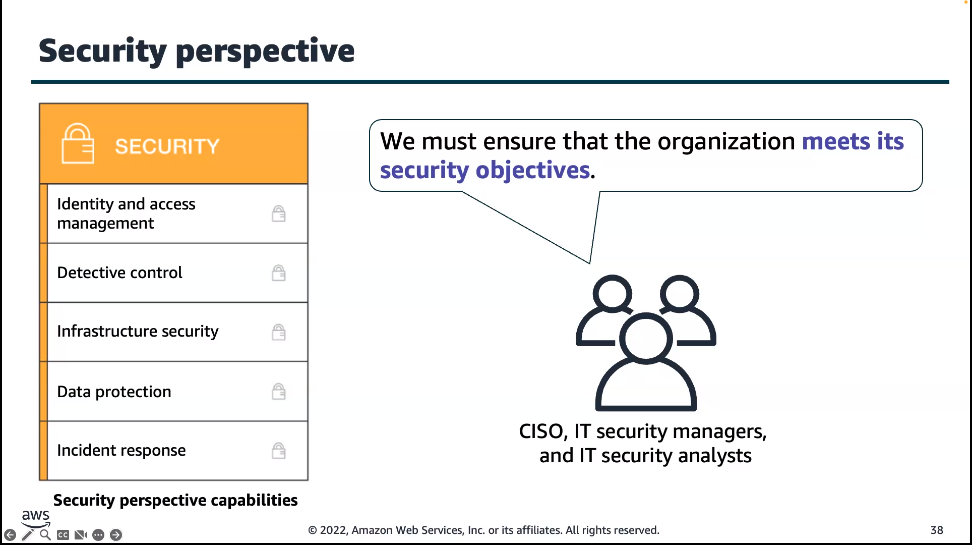 Security perspective
SECURITY
Identity and access
management
Detective control
Infrastructure security
Data protection
Incident response
Security perspective capabilities
We must ensure that the organization meets its
security objectives.
CISO, IT security managers,
and IT security analysts
aws
CC
© 2022, Amazon Web Services, Inc. or its affiliates. All rights reserved.
38